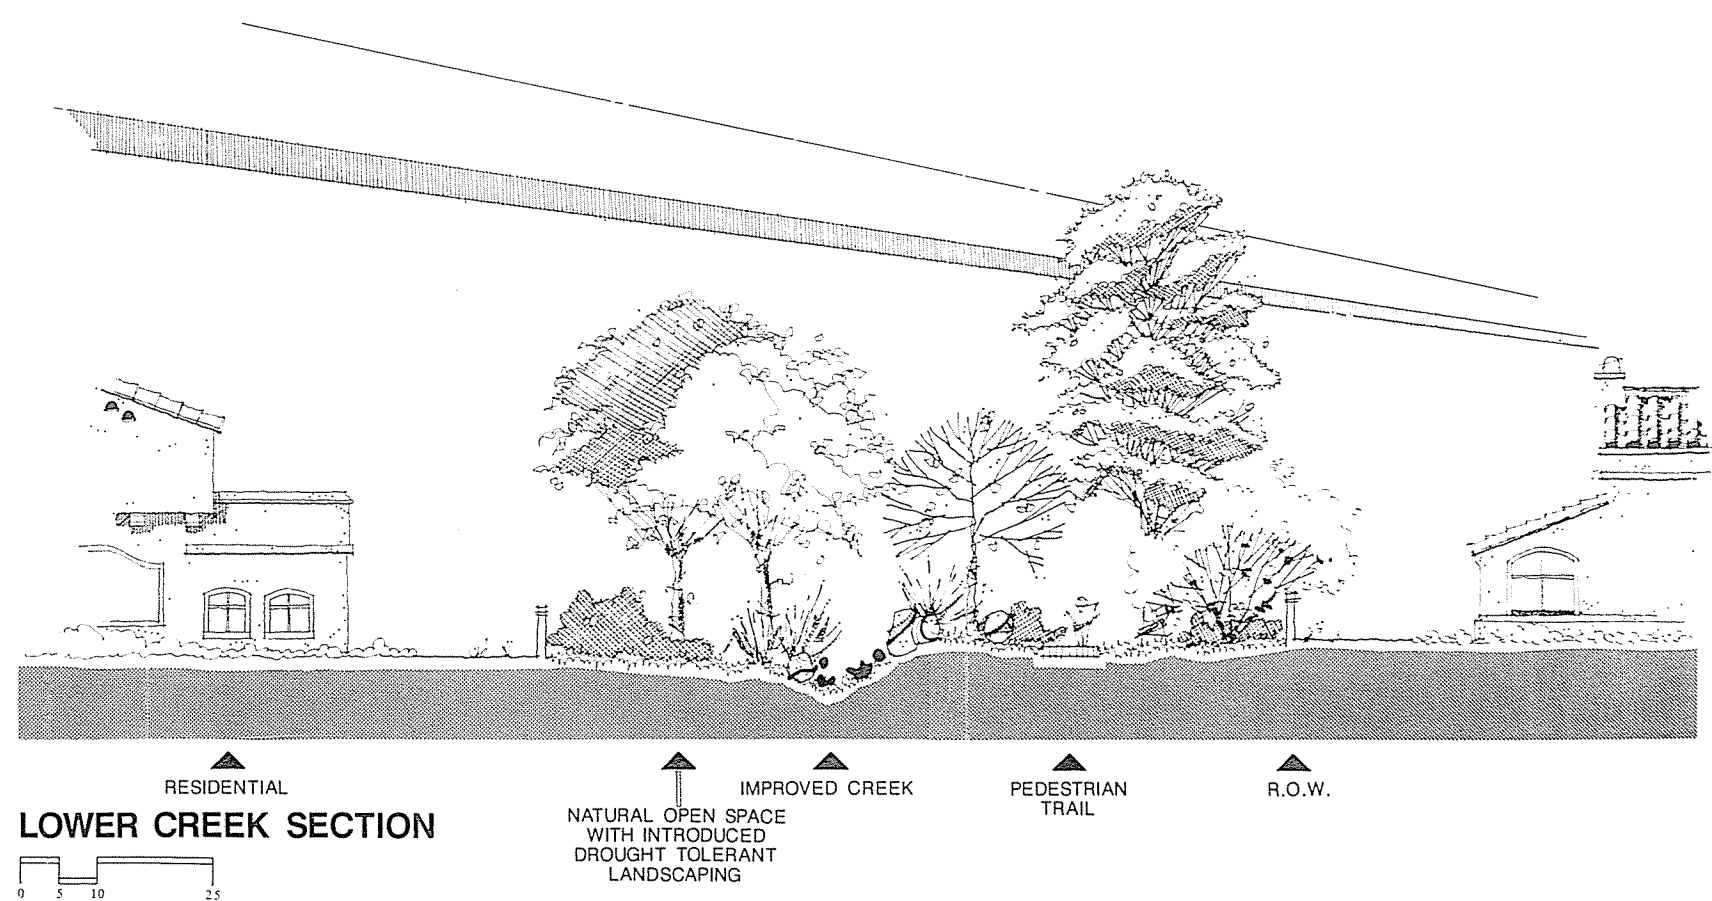 RESIDENTIAL
IMPROVED CREEK
PEDESTRIAN
TRAIL
R.O.W.
NATURAL OPEN SPACE
WITH INTRODUCED
DROUGHT TOLERANT
LANDSCAPING
LOWER CREEK SECTION
0 5 10 25